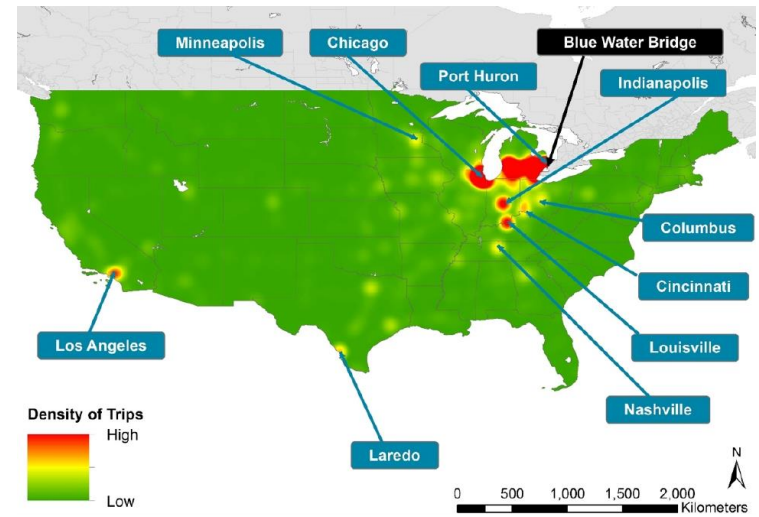 Minneapolis
Chicago
Blue Water Bridge
Port Huron
Indianapolis
Columbus
Cincinnati
Los Angeles
Louisville
Nashville
Laredo
Density of Trips
High
Low
N
0 500 1,000 1,500 2,000
Kilometers